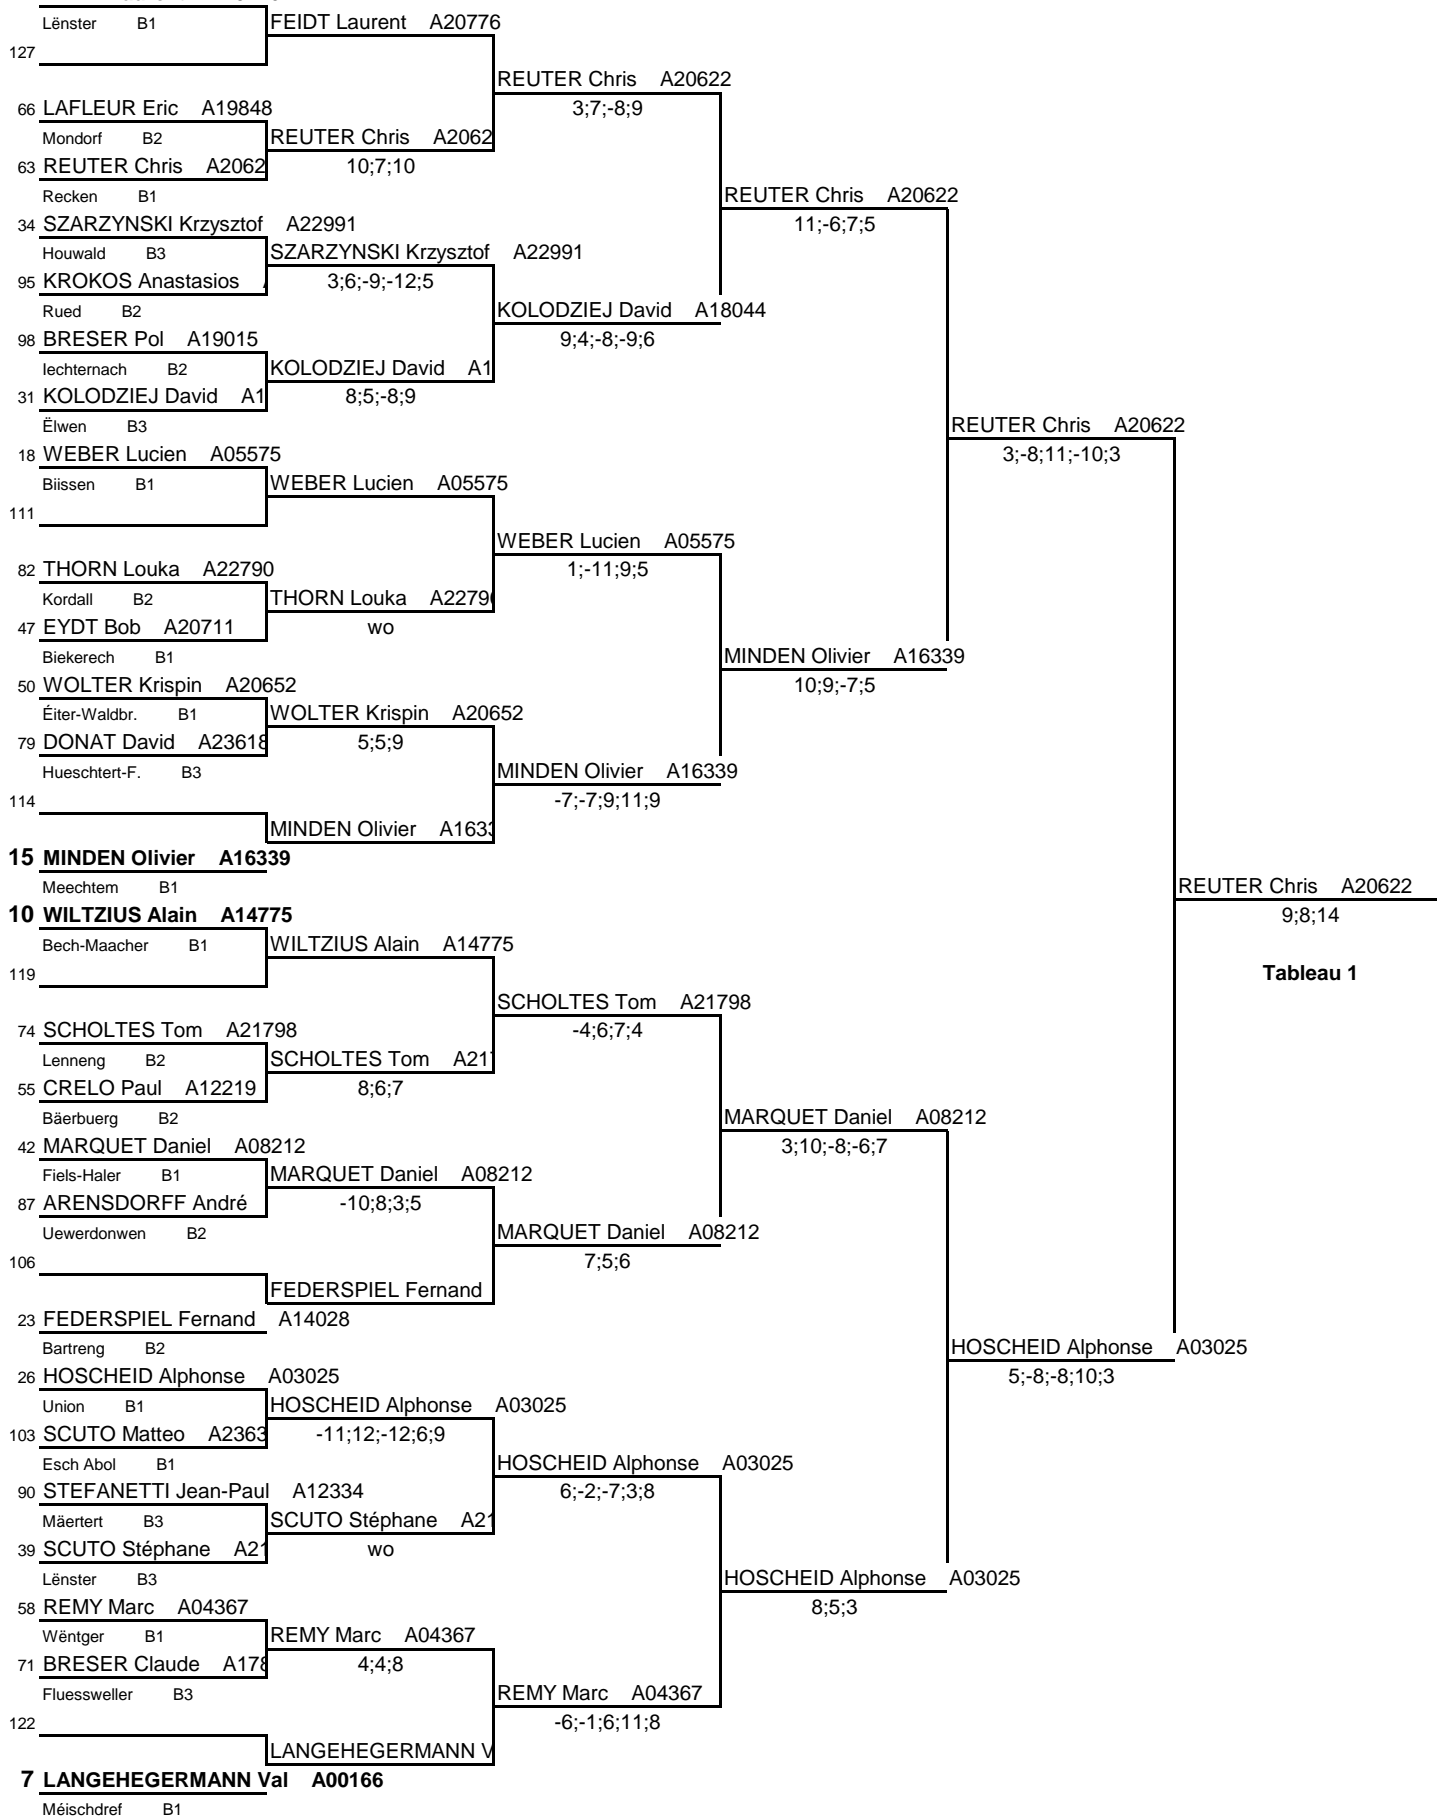 Lënster B1 FEIDT Laurent A20776
127
REUTER Chris A20622
66 LAFLEUR Eric A19848 3;7;-8;9
Mondorf B2 REUTER Chris A2062
63 REUTER Chris A2062 10;7;10
Recken B1 REUTER Chris A20622
34 SZARZYNSKI Krzysztof A22991 11;-6;7;5
Houwald B3 SZARZYNSKI Krzysztof A22991
95 KROKOS Anastasios 3;6;-9;-12;5
Rued B2 KOLODZIEJ David A18044
98 BRESER Pol A19015 9;4;-8;-9;6
Iechternach B2 KOLODZIEJ David A1
31 KOLODZIEJ David A1 8;5;-8;9
Ëlwen B3 REUTER Chris A20622
18 WEBER Lucien A05575 3;-8;11;-10;3
Biissen B1 WEBER Lucien A05575
111
WEBER Lucien A05575
82 THORN Louka A22790 1;-11;9;5
Kordall B2 THORN Louka A2279
47 EYDT Bob A20711 wo
Biekerech B1 MINDEN Olivier A16339
50 WOLTER Krispin A20652 10;9;-7;5
Éiter-Waldbr. B1 WOLTER Krispin A20652
79 DONAT David A23618 5;5;9
Hueschtert-F. B3 MINDEN Olivier A16339
114 -7;-7;9;11;9
MINDEN Olivier A163
15 MINDEN Olivier A16339
Meechtem B1 REUTER Chris A20622
10 WILTZIUS Alain A14775 9;8;14
Bech-Maacher B1 WILTZIUS Alain A14775
119 Tableau 1
SCHOLTES Tom A21798
74 SCHOLTES Tom A21798 -4;6;7;4
Lenneng B2 SCHOLTES Tom A21
55 CRELO Paul A12219 8;6;7
Bäerbuerg B2 MARQUET Daniel A08212
42 MARQUET Daniel A08212 3;10;-8;-6;7
Fiels-Haler B1 MARQUET Daniel A08212
87 ARENSDORFF André -10;8;3;5
Uewerdonwen B2 MARQUET Daniel A08212
106 7;5;6
FEDERSPIEL Fernand
23 FEDERSPIEL Fernand A14028
Bartreng B2 HOSCHEID Alphonse A03025
26 HOSCHEID Alphonse A03025 5;-8;-8;10;3
Union B1 HOSCHEID Alphonse A03025
103 SCUTO Matteo A2363 -11;12;-12;6;9
Esch Abol B1 HOSCHEID Alphonse A03025
90 STEFANETTI Jean-Paul A12334 6;-2;-7;3;8
Mäertert B3 SCUTO Stéphane A21
39 SCUTO Stéphane A21 wo
Lënster B3 HOSCHEID Alphonse A03025
58 REMY Marc A04367 8;5;3
Wëntger B1 REMY Marc A04367
71 BRESER Claude A178 4;4;8
Fluessweller B3 REMY Marc A04367
122 -6;-1;6;11;8
LANGEHEGERMANN V
7 LANGEHEGERMANN Val A00166
Méischdref B1